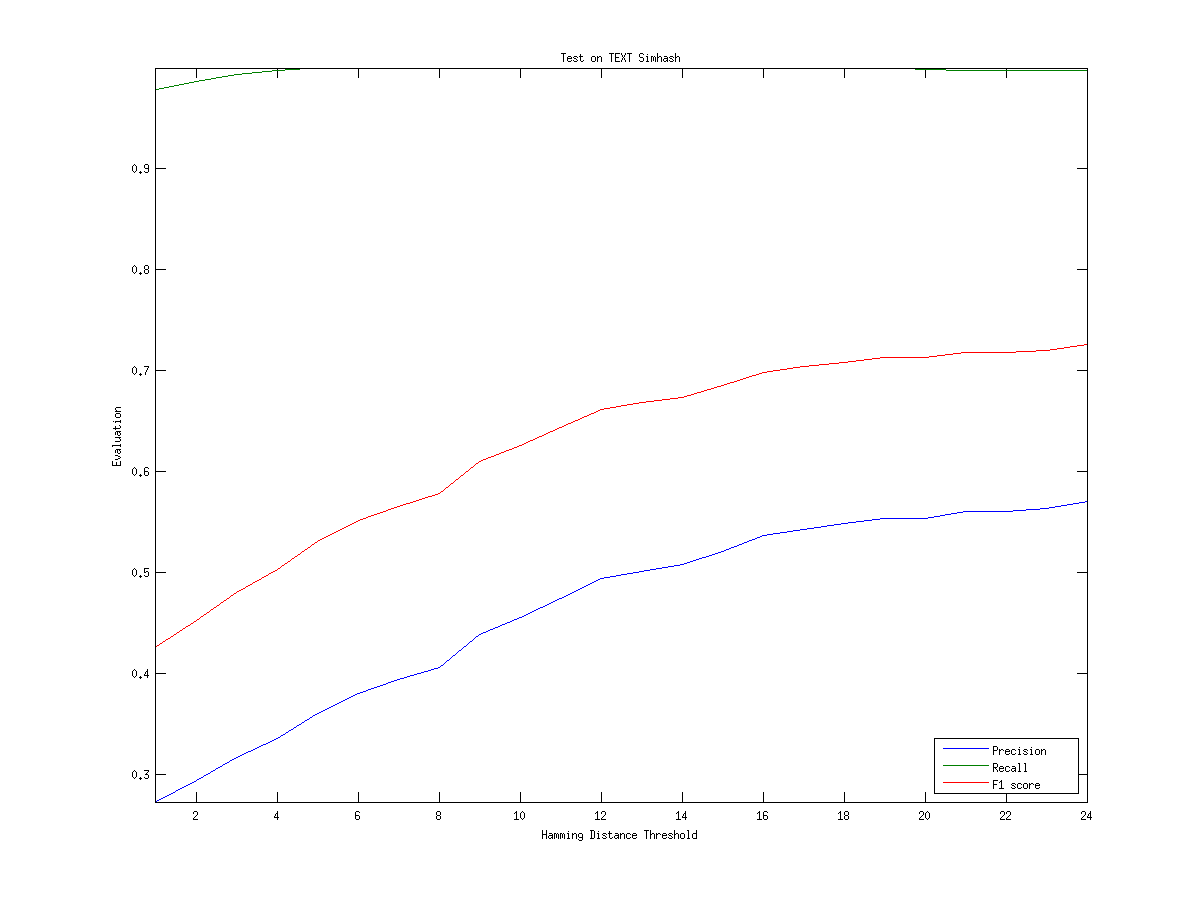 Test on TEXT Simhash
0.9
0.8
0.7
0.6
0.5
0.4
0.3
Evaluation
Precision
Recall
F1 score
2 4 6 8 10 12 14 16 18 20 22 24
Hamming Distance Threshold